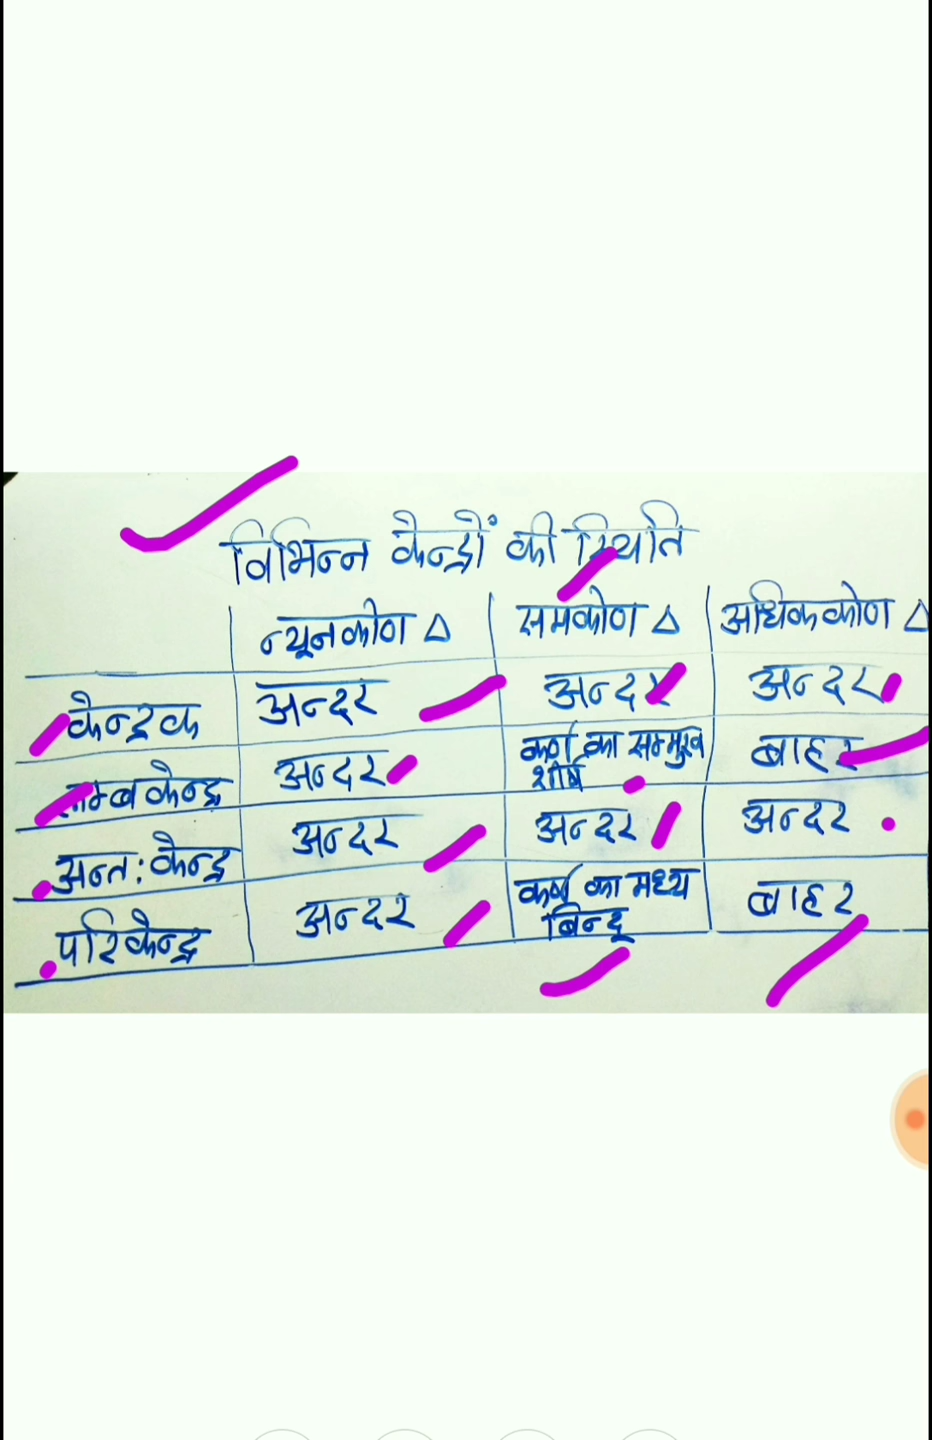 विभिन्न केन्द्रों की स्थिति
न्यूनकोण Δ समकोण Δ अधिककोण Δ
केन्द्रक अन्दर अन्दर अन्दर
लम्बकेन्द्र अन्दर कर्ण का सम्मुख शीर्ष बाहर
अन्त: केन्द्र अन्दर अन्दर अन्दर
परिकेन्द्र अन्दर कर्ण का मध्य बिन्दू बाहर